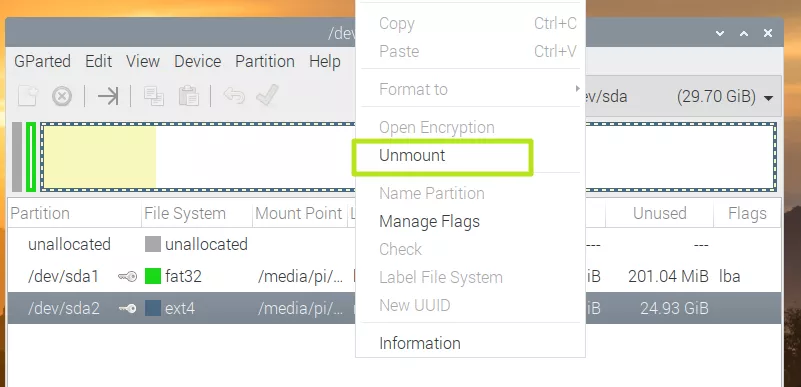 /dev
GParted Edit View Device Partition Help
Copy Ctrl+C
Paste Ctrl+V
Format to
ev/sda (29.70 GiB)
Open Encryption
Unmount
Name Partition
Manage Flags
Check
Label File System
New UUID
Information
Partition File System Mount Point Unused Flags
unallocated unallocated --- ---
/dev/sda1 fat32 /media/pi/... iB 201.04 MiB lba
/dev/sda2 ext4 /media/pi/... iB 24.93 GiB